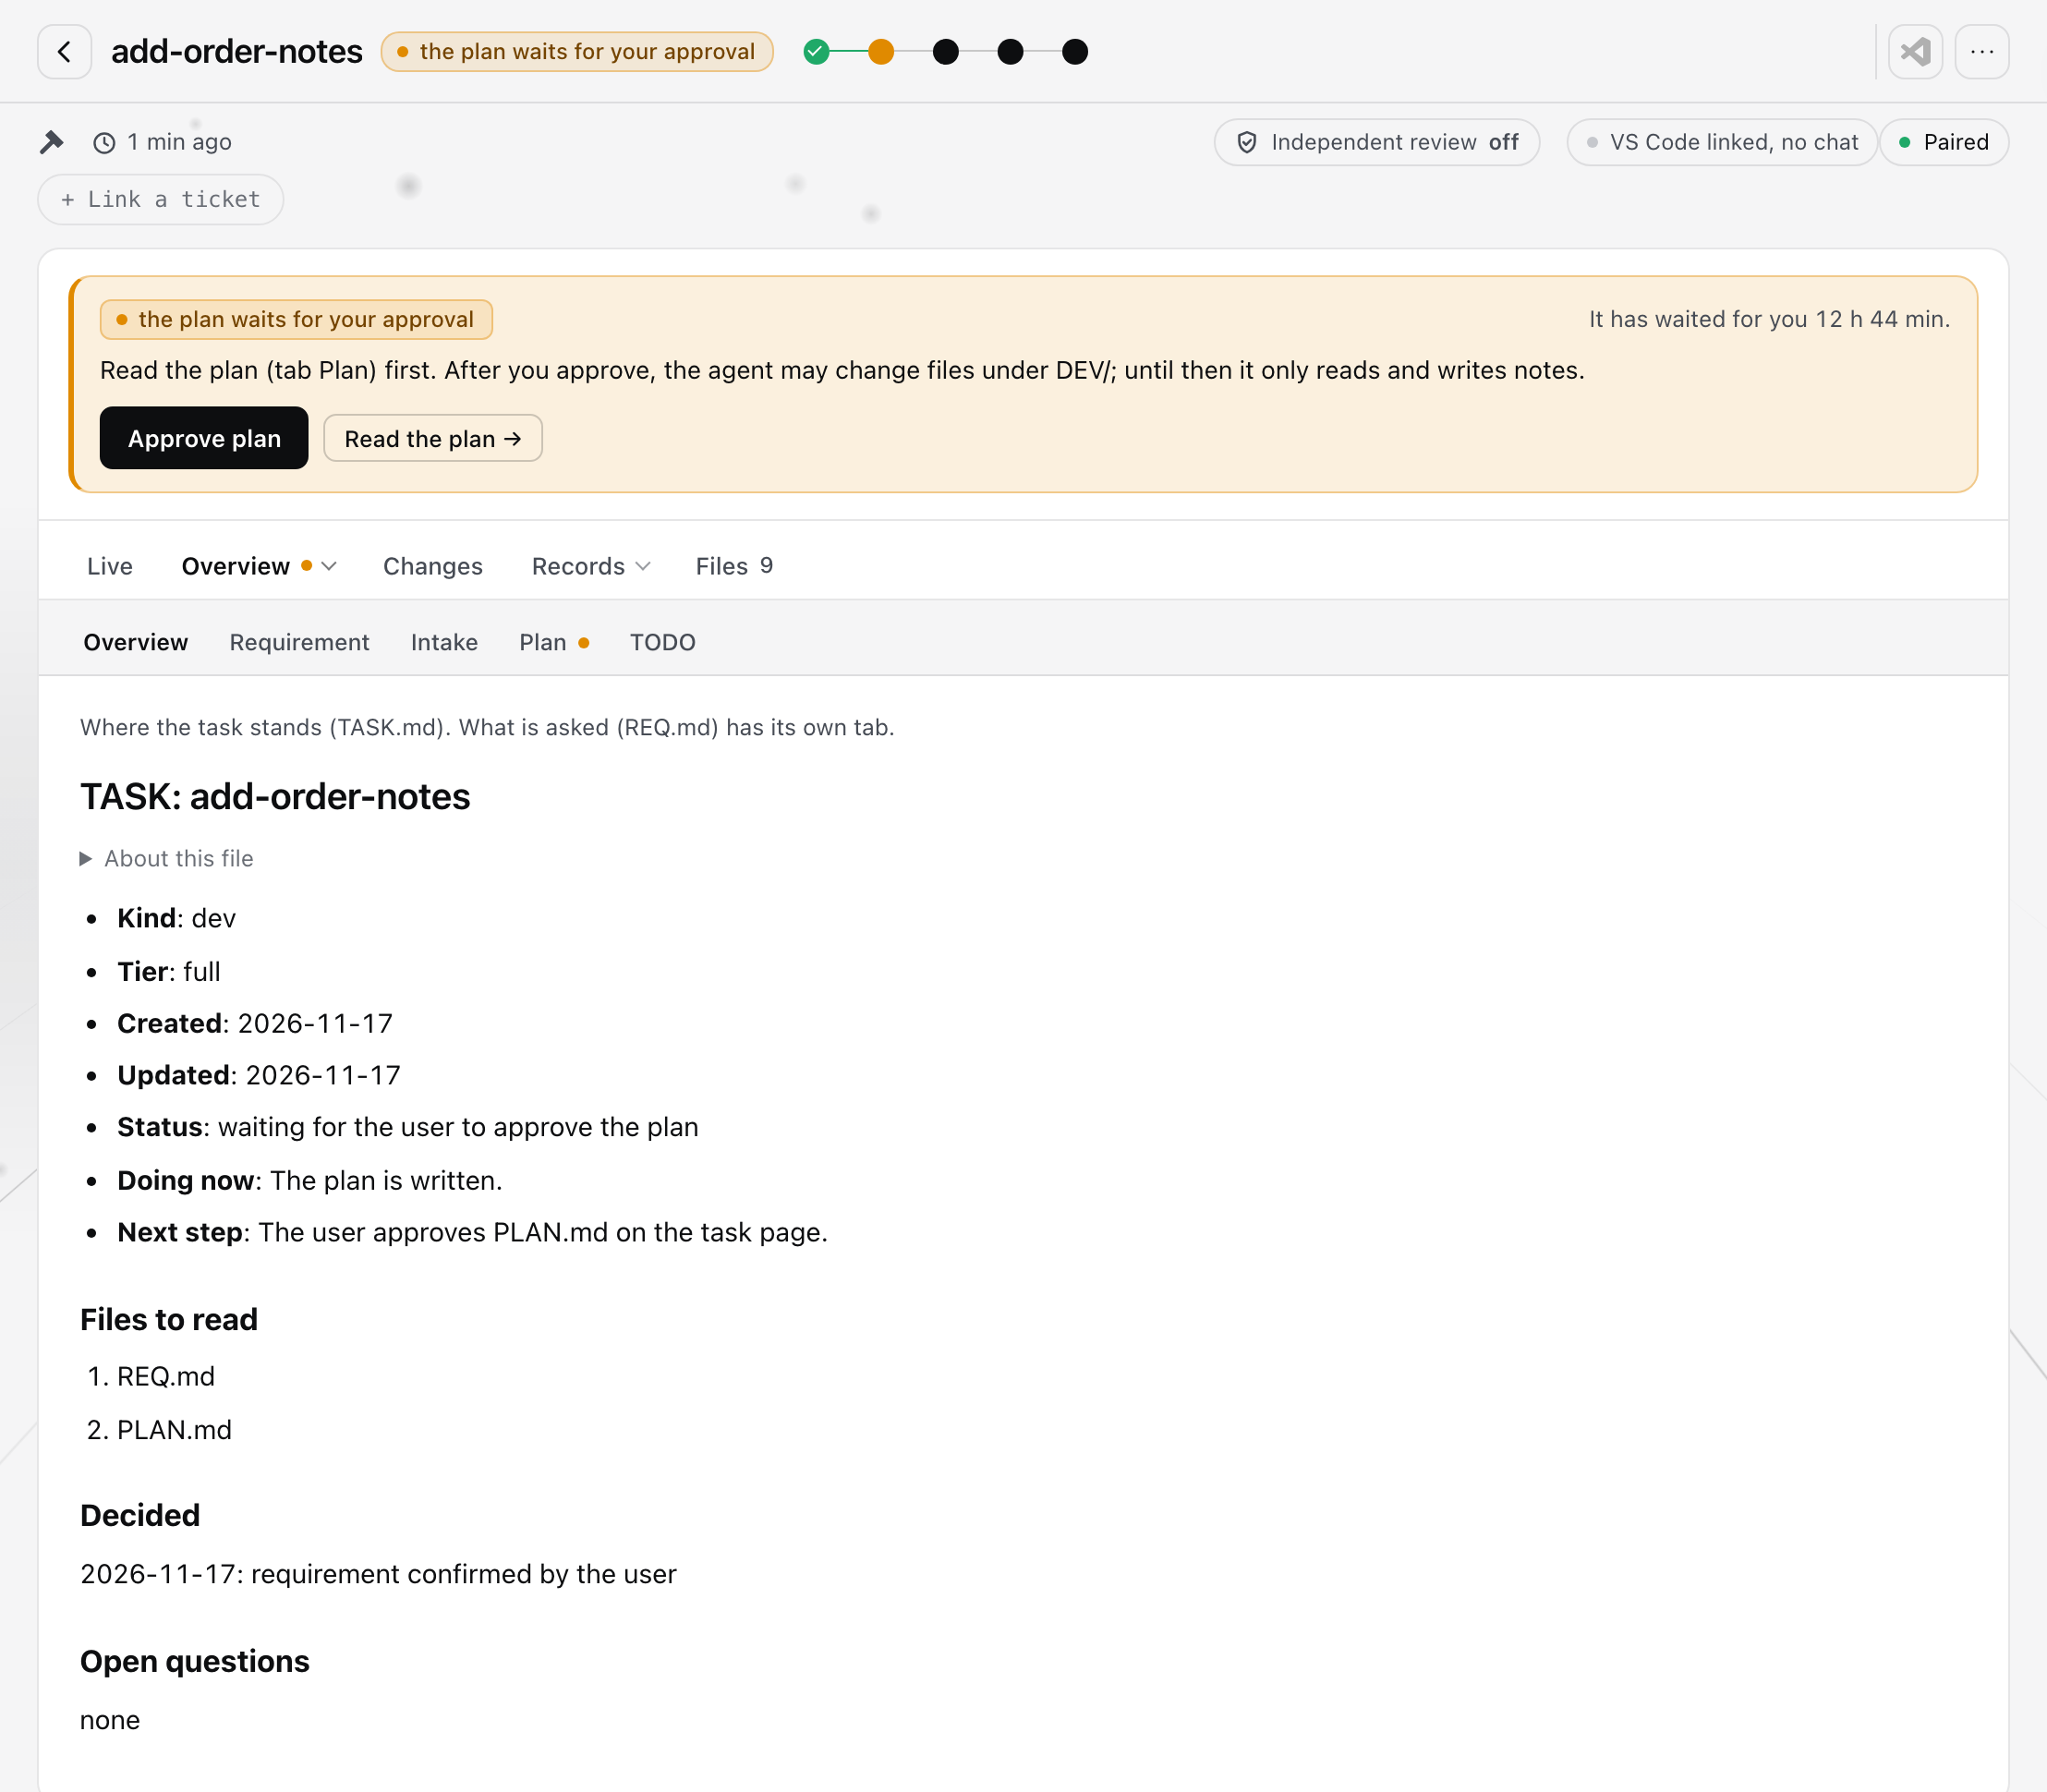 add-order-notes
the plan waits for your approval
1 min ago
Independent review off
VS Code linked, no chat
Paired
+ Link a ticket
the plan waits for your approval
It has waited for you 12 h 44 min.
Read the plan (tab Plan) first. After you approve, the agent may change files under DEV/; until then it only reads and writes notes.
Approve plan
Read the plan →
Live
Overview
Changes
Records
Files 9
Overview
Requirement
Intake
Plan
TODO
Where the task stands (TASK.md). What is asked (REQ.md) has its own tab.
TASK: add-order-notes
About this file
• Kind: dev
• Tier: full
• Created: 2026-11-17
• Updated: 2026-11-17
• Status: waiting for the user to approve the plan
• Doing now: The plan is written.
• Next step: The user approves PLAN.md on the task page.
Files to read
1. REQ.md
2. PLAN.md
Decided
2026-11-17: requirement confirmed by the user
Open questions
none